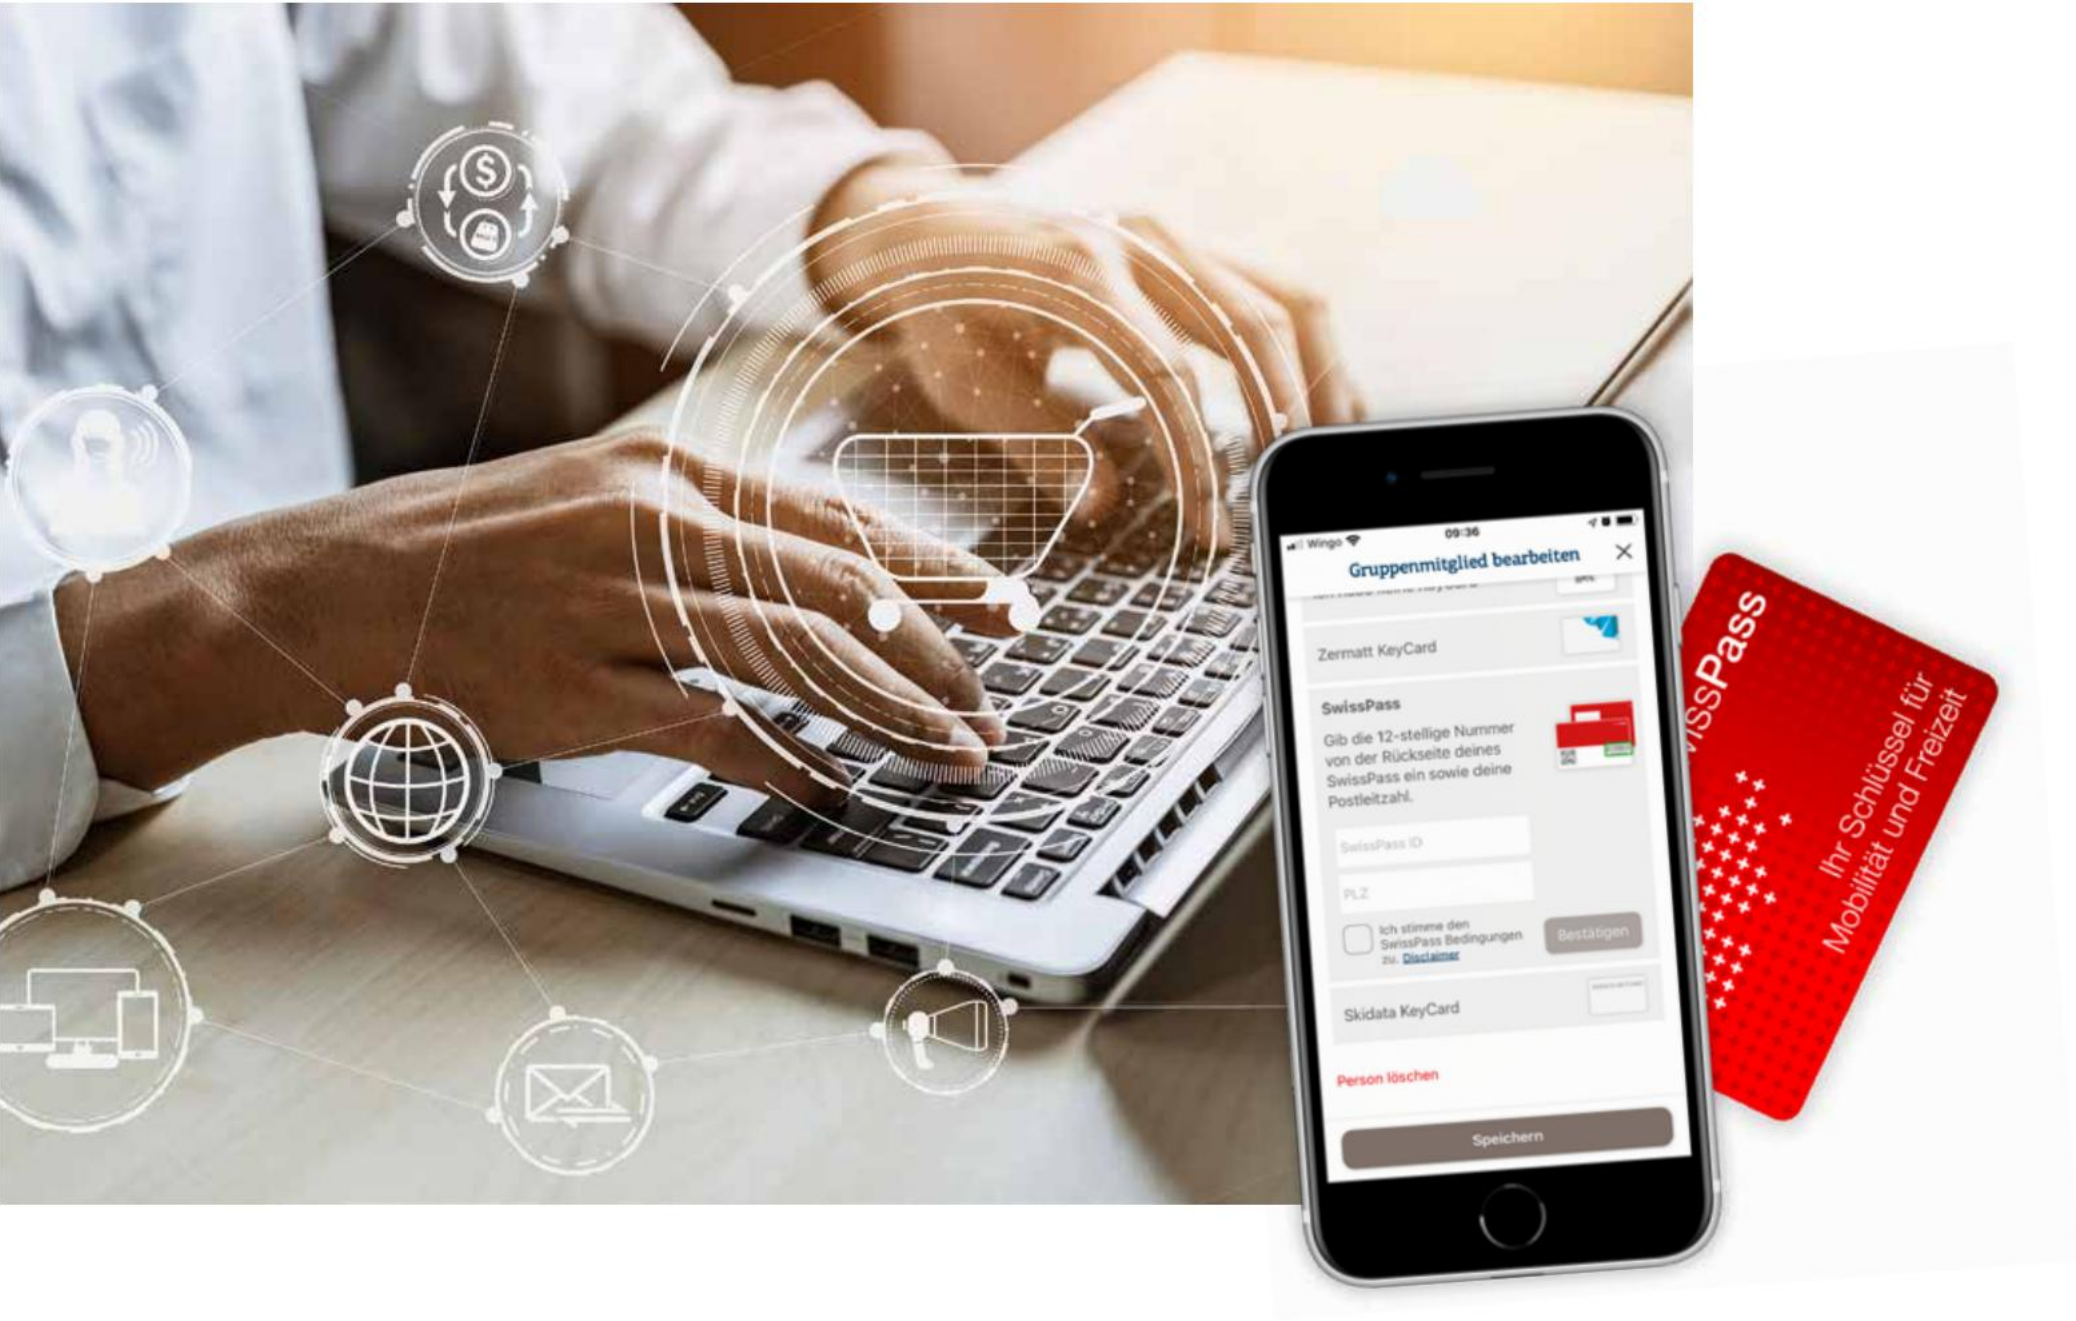 Wingo
09:36
Gruppenmitglied bearbeiten
Zermatt KeyCard
SwissPass
Gib die 12-stellige Nummer
von der Rückseite deines
SwissPass ein sowie deine
Postleitzahl.
SwissPass ID
PLZ
Ich stimme den
SwissPass Bedingungen
zu. Disclaimer
Bestätigen
Skidata KeyCard
Person löschen
Speichern
issPass
Ihr Schlüssel für
Mobilität und Freizeit
$